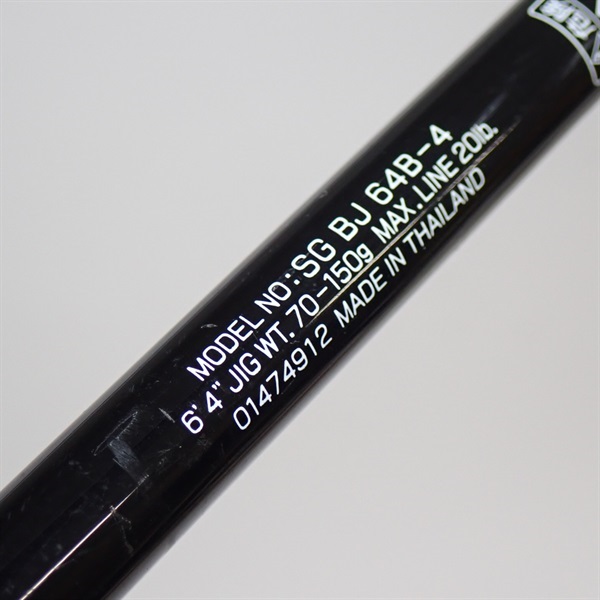 MODEL NO:SG BJ 64B-4
6'4" JIG WT. 70-150g MAX. LINE 20lb.
01474912 MADE IN THAILAND